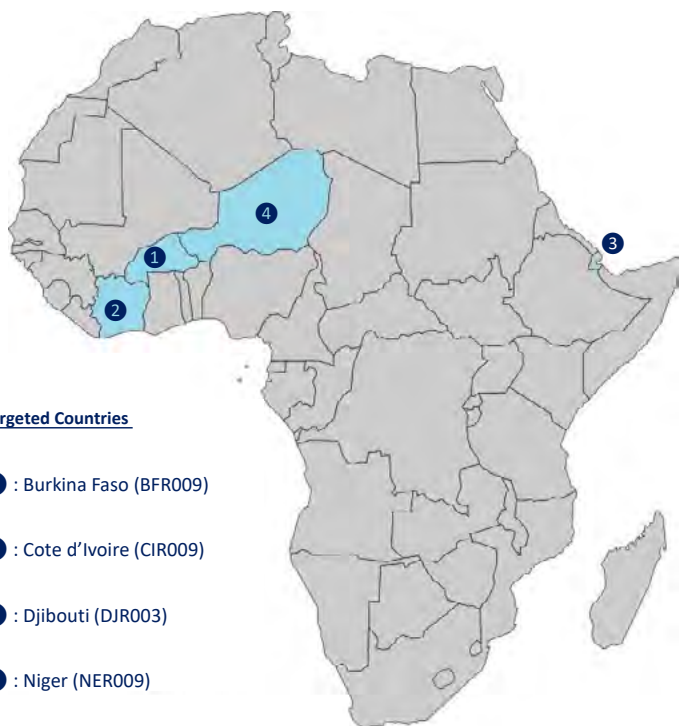 4
3
1
2
rgeted Countries
: Burkina Faso (BFR009)
: Cote d’Ivoire (CIR009)
: Djibouti (DJR003)
: Niger (NER009)